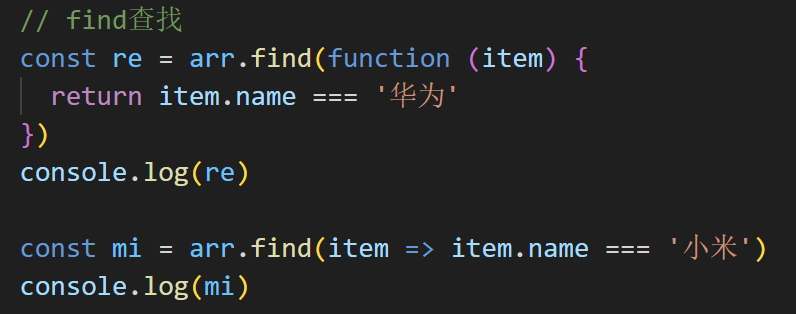 // find查找
const re = arr.find(function (item) {
  return item.name === '华为'
})
console.log(re)

const mi = arr.find(item => item.name === '小米')
console.log(mi)